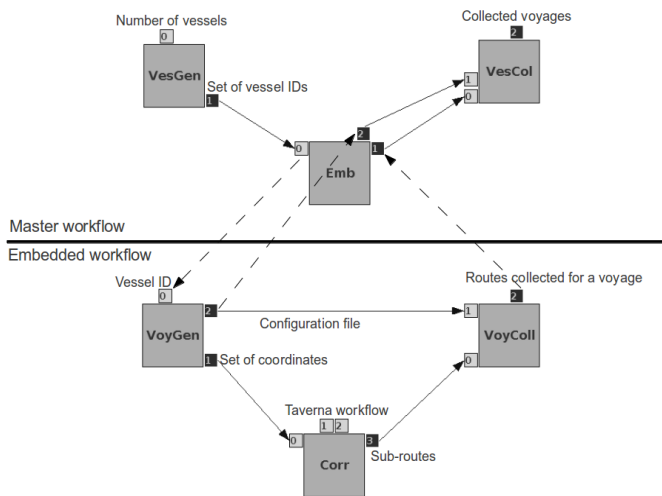 Number of vessels
0
VesGen
1
Set of vessel IDs
Collected voyages
2
1
0
VesCol
2
0
1
Emb
Master workflow
Embedded workflow
Vessel ID
0
2
VoyGen
Configuration file
1
Set of coordinates
Routes collected for a voyage
2
1
VoyColl
0
Taverna workflow
1 2
0
3
Corr
Sub-routes